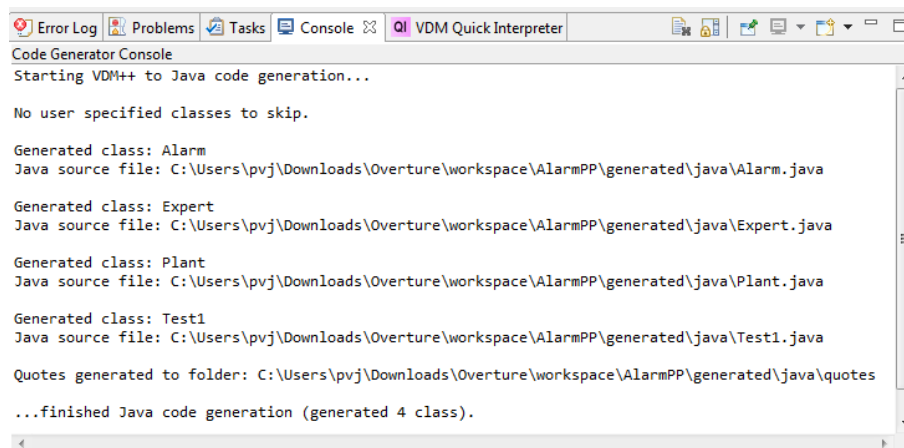 Error Log Problems Tasks Console QI VDM Quick Interpreter
Code Generator Console
Starting VDM++ to Java code generation...
No user specified classes to skip.
Generated class: Alarm
Java source file: C:\Users\pvj\Downloads\Overture\workspace\AlarmPP\generated\java\Alarm.java
Generated class: Expert
Java source file: C:\Users\pvj\Downloads\Overture\workspace\AlarmPP\generated\java\Expert.java
Generated class: Plant
Java source file: C:\Users\pvj\Downloads\Overture\workspace\AlarmPP\generated\java\Plant.java
Generated class: Test1
Java source file: C:\Users\pvj\Downloads\Overture\workspace\AlarmPP\generated\java\Test1.java
Quotes generated to folder: C:\Users\pvj\Downloads\Overture\workspace\AlarmPP\generated\java\quotes
...finished Java code generation (generated 4 class).